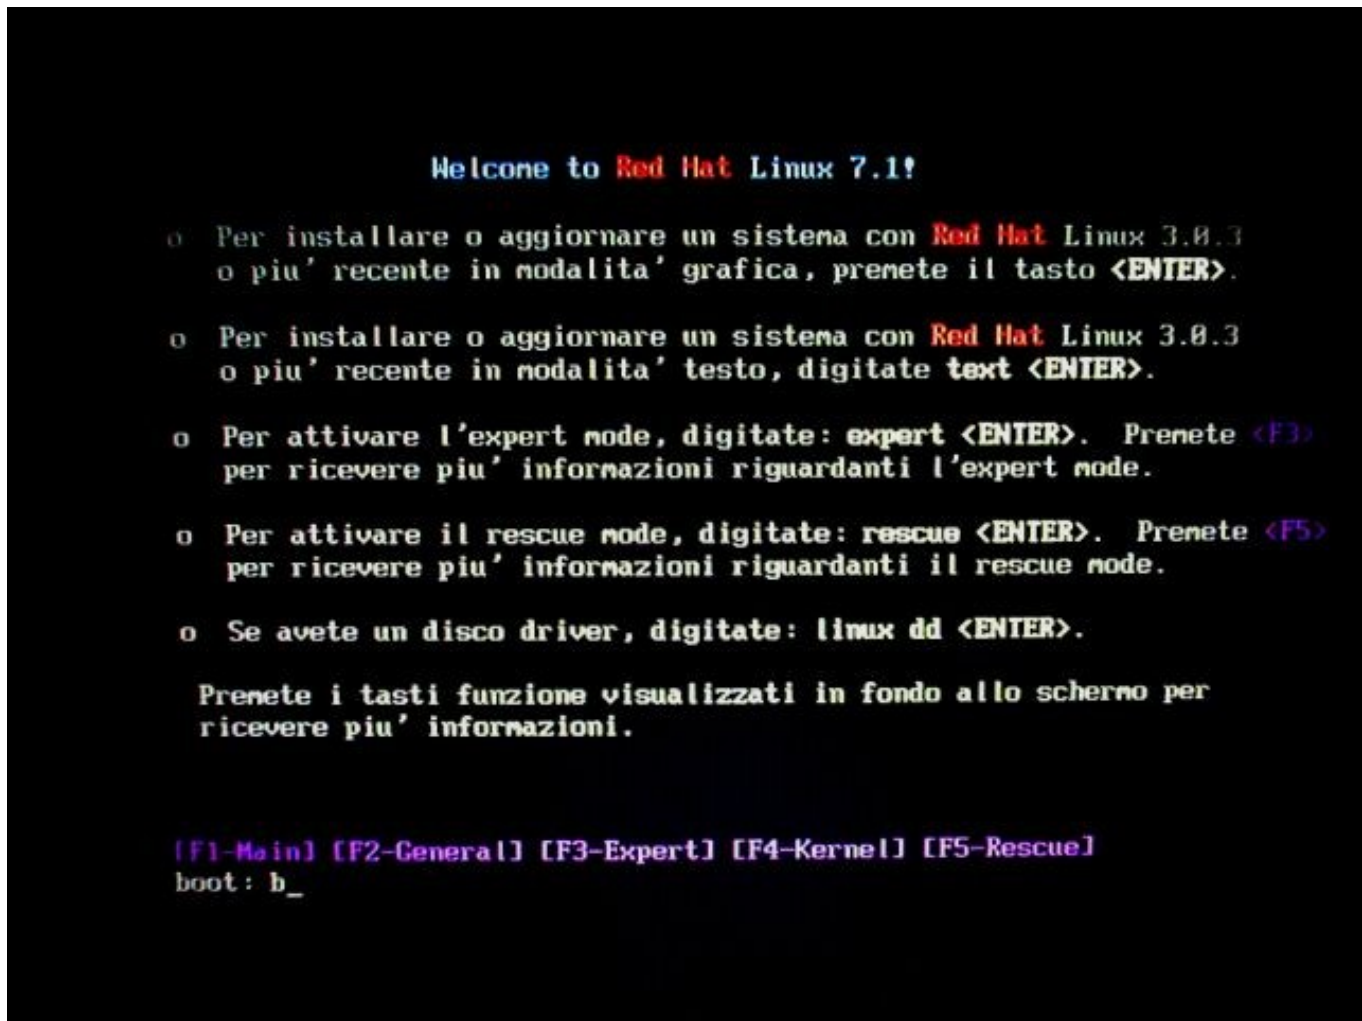 Welcome to Red Hat Linux 7.1!
o Per installare o aggiornare un sistema con Red Hat Linux 3.0.3
o piu' recente in modalita' grafica, premete il tasto <ENTER>.
o Per installare o aggiornare un sistema con Red Hat Linux 3.0.3
o piu' recente in modalita' testo, digitate text <ENTER>.
o Per attivare l'expert mode, digitate: expert <ENTER>. Premete <F3>
per ricevere piu' informazioni riguardanti l'expert mode.
o Per attivare il rescue mode, digitate: rescue <ENTER>. Premete <F5>
per ricevere piu' informazioni riguardanti il rescue mode.
o Se avete un disco driver, digitate: linux dd <ENTER>.
Premete i tasti funzione visualizzati in fondo allo schermo per
ricevere piu' informazioni.
[F1-Main] [F2-General] [F3-Expert] [F4-Kernel] [F5-Rescue]
boot: b_